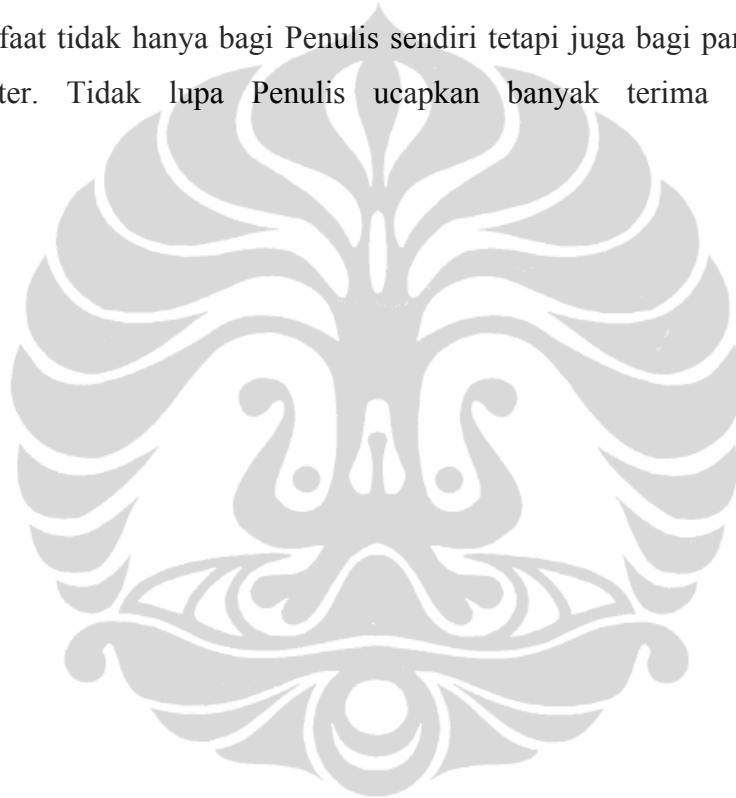 faat tidak hanya bagi Penulis sendiri tetapi juga bagi par
ter. Tidak lupa Penulis ucapkan banyak terima